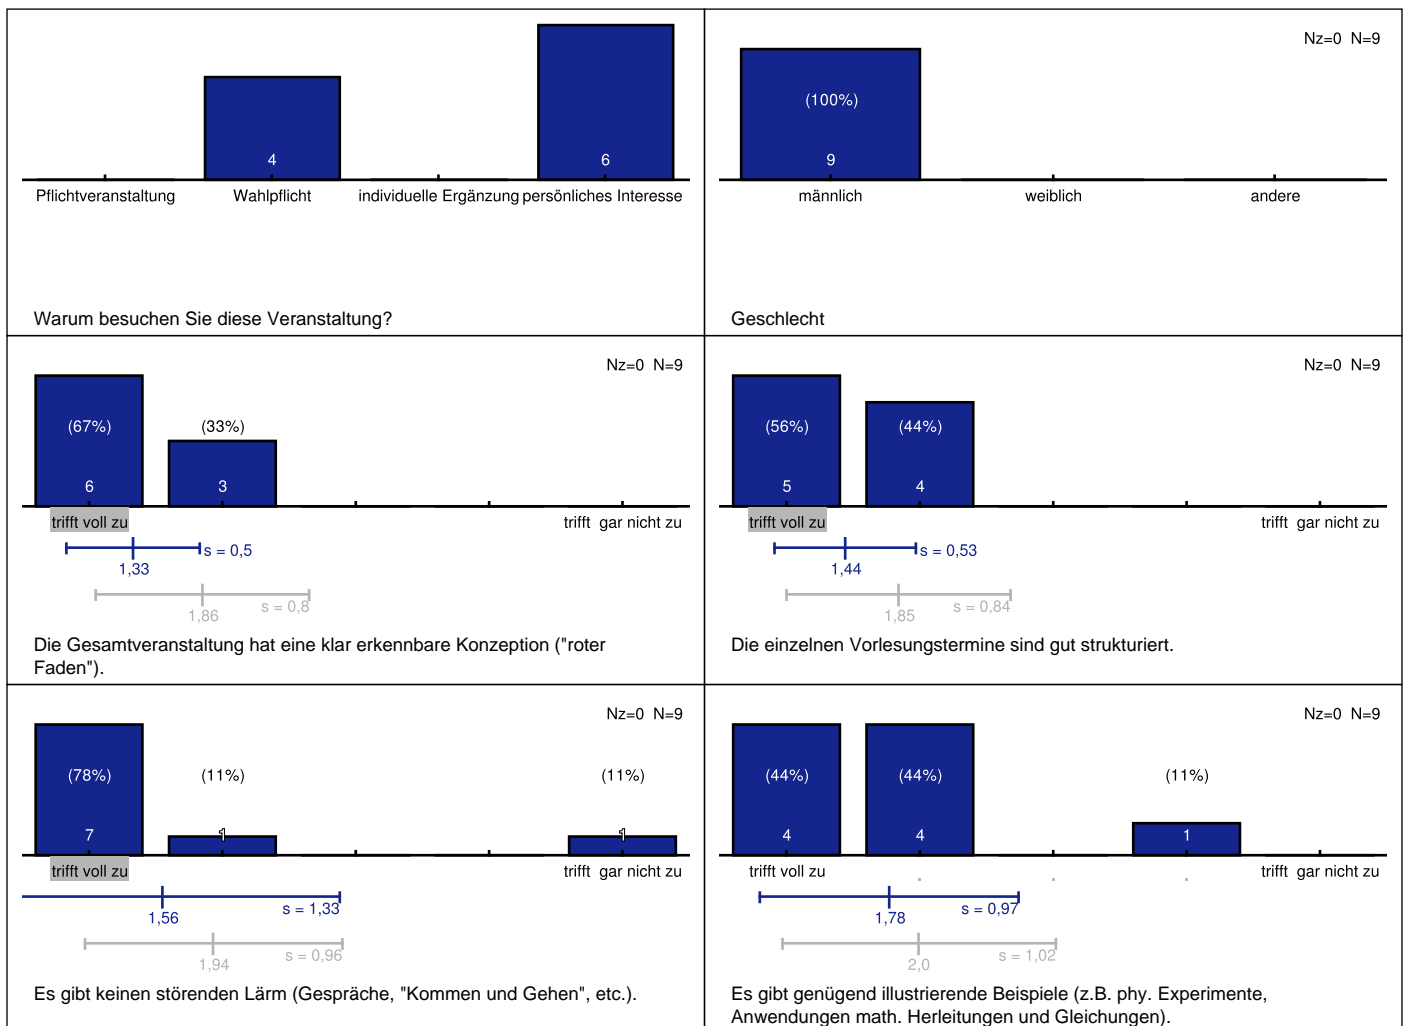 4
6
Pflichtveranstaltung Wahlpflicht individuelle Ergänzung persönliches Interesse
Warum besuchen Sie diese Veranstaltung?
Nz=0 N=9
(100%)
9
männlich weiblich andere
Geschlecht
Nz=0 N=9
(67%) (33%)
6 3
trifft voll zu trifft gar nicht zu
s = 0,5
1,33
s = 0,8
1,86
Die Gesamtveranstaltung hat eine klar erkennbare Konzeption ("roter
Faden").
Nz=0 N=9
(56%) (44%)
5 4
trifft voll zu trifft gar nicht zu
s = 0,53
1,44
s = 0,84
1,85
Die einzelnen Vorlesungstermine sind gut strukturiert.
Nz=0 N=9
(78%) (11%) (11%)
7 1 1
trifft voll zu trifft gar nicht zu
s = 1,33
1,56
s = 0,96
1,94
Es gibt keinen störenden Lärm (Gespräche, "Kommen und Gehen", etc.).
Nz=0 N=9
(44%) (44%) (11%)
4 4 1
trifft voll zu trifft gar nicht zu
s = 0,97
1,78
s = 1,02
2,0
Es gibt genügend illustrierende Beispiele (z.B. phy. Experimente,
Anwendungen math. Herleitungen und Gleichungen).